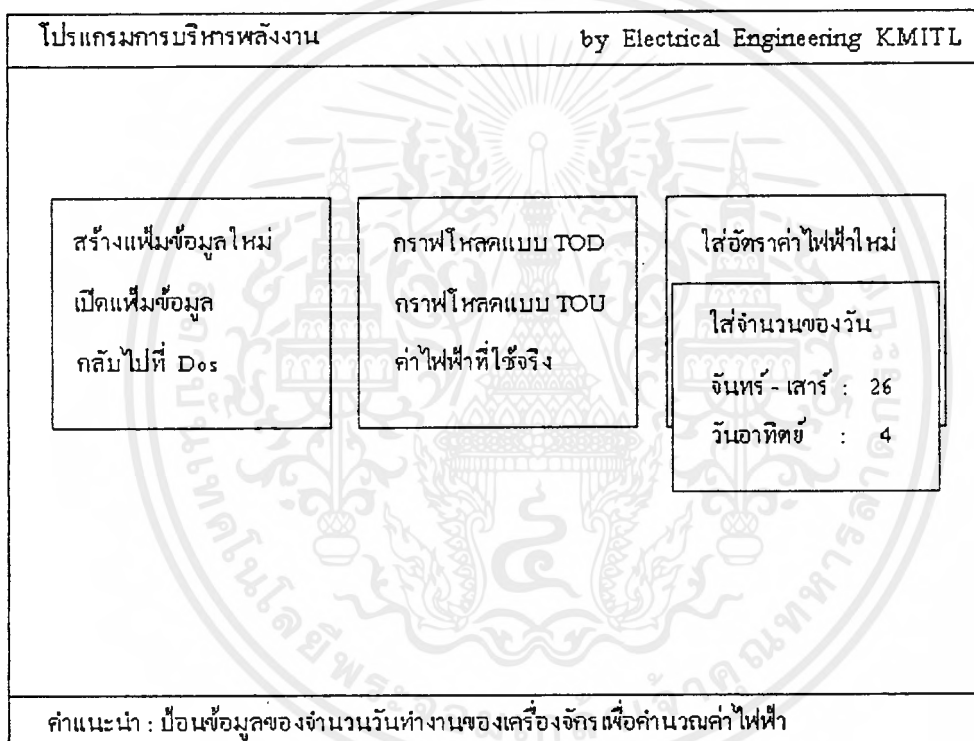 โปรแกรมการบริหารพลังงาน by Electrical Engineering KMITL
สร้างแฟ้มข้อมูลใหม่
เปิดแฟ้มข้อมูล
กลับไปที่ Dos
กราฟโหลดแบบ TOD
กราฟโหลดแบบ TOU
ค่าไฟฟ้าที่ใช้จริง
ใส่อัตราค่าไฟฟ้าใหม่
ใส่จำนวนของวัน
จันทร์ - เสาร์ : 26
วันอาทิตย์ : 4
คำแนะนำ : ป้อนข้อมูลของจำนวนวันทำงานของเครื่องจักรเพื่อคำนวณค่าไฟฟ้า